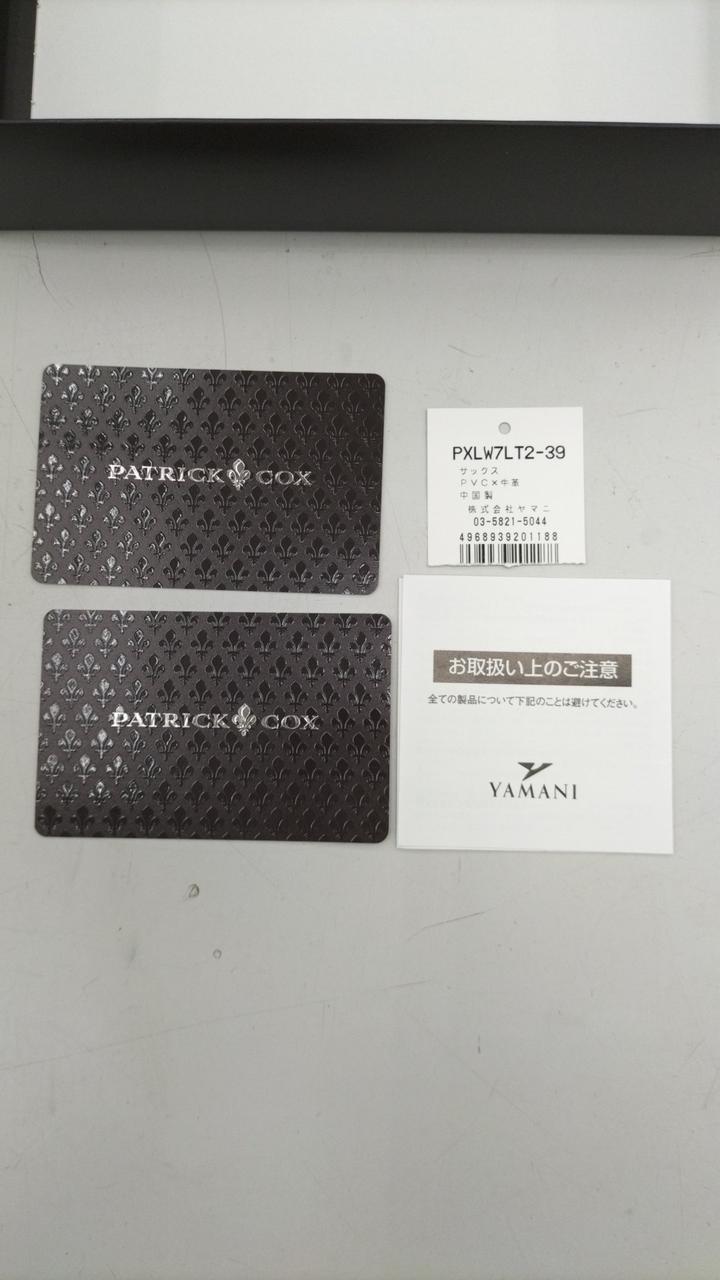 PATRICK COX
PXLW7LT2-39
サックス
PVC×牛革
中国製
株式会社ヤマニ
03-5821-5044
4968939201188
PATRICK COX
お取扱い上のご注意
全ての製品について下記のことは避けてください。
YAMANI